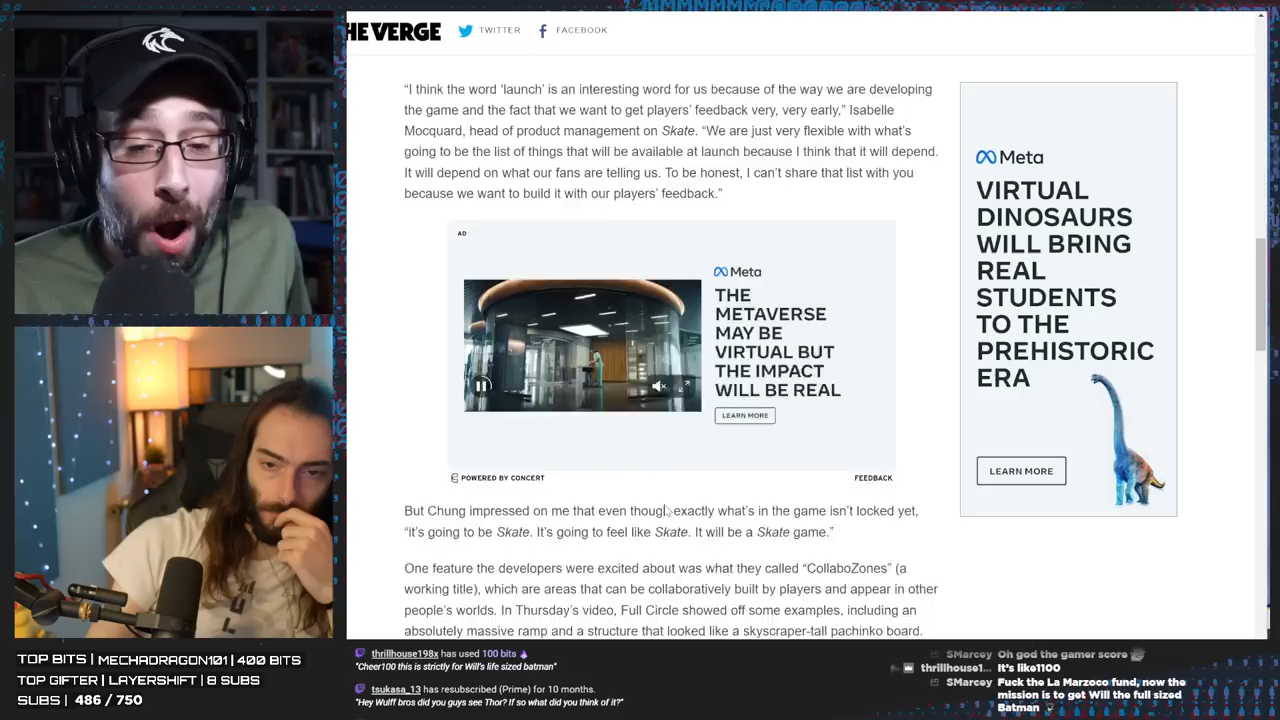 HE VERGE
TWITTER
FACEBOOK
“I think the word ‘launch’ is an interesting word for us because of the way we are developing
the game and the fact that we want to get players’ feedback very, very early,” Isabelle
Mocquard, head of product management on Skate. “We are just very flexible with what’s
going to be the list of things that will be available at launch because I think that it will depend.
It will depend on what our fans are telling us. To be honest, I can’t share that list with you
because we want to build it with our players’ feedback.”
AD
Meta
THE
METAVERSE
MAY BE
VIRTUAL BUT
THE IMPACT
WILL BE REAL
LEARN MORE
POWERED BY CONCERT
FEEDBACK
Meta
VIRTUAL
DINOSAURS
WILL BRING
REAL
STUDENTS
TO THE
PREHISTORIC
ERA
LEARN MORE
But Chung impressed on me that even though exactly what’s in the game isn’t locked yet,
“it’s going to be Skate. It’s going to feel like Skate. It will be a Skate game.”
One feature the developers were excited about was what they called “CollaboZones” (a
working title), which are areas that can be collaboratively built by players and appear in other
people’s worlds. In Thursday’s video, Full Circle showed off some examples, including an
absolutely massive ramp and a structure that looked like a skyscraper-tall pachinko board.
TOP BITS | MECHADRAGON101 | 400 BITS
TOP GIFTER | LAYERSHIFT | 8 SUBS
SUBS | 486 / 750
thrillhouse198x has used 100 bits
"Cheer100 this is strictly for Will's life sized batman"
tsukasa_13 has resubscribed (Prime) for 10 months.
"Hey Wulff bros did you guys see Thor? If so what did you think of it?"
SMarcey Oh god the gamer score
thrillhouse1... It's like1100
SMarcey Fuck the La Marzoco fund, now the
mission is to get Will the full sized
Batman